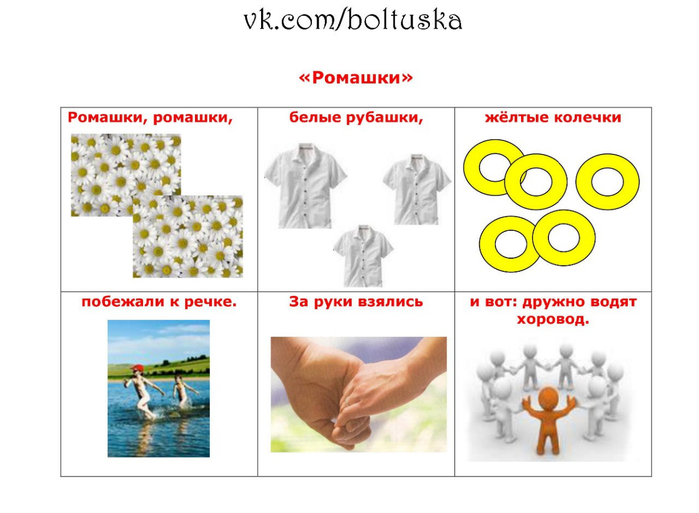 vk.com/boltuska
«Ромашки»
Ромашки, ромашки,
белые рубашки,
жёлтые колечки
побежали к речке.
За руки взялись
и вот: дружно водят
хоровод.